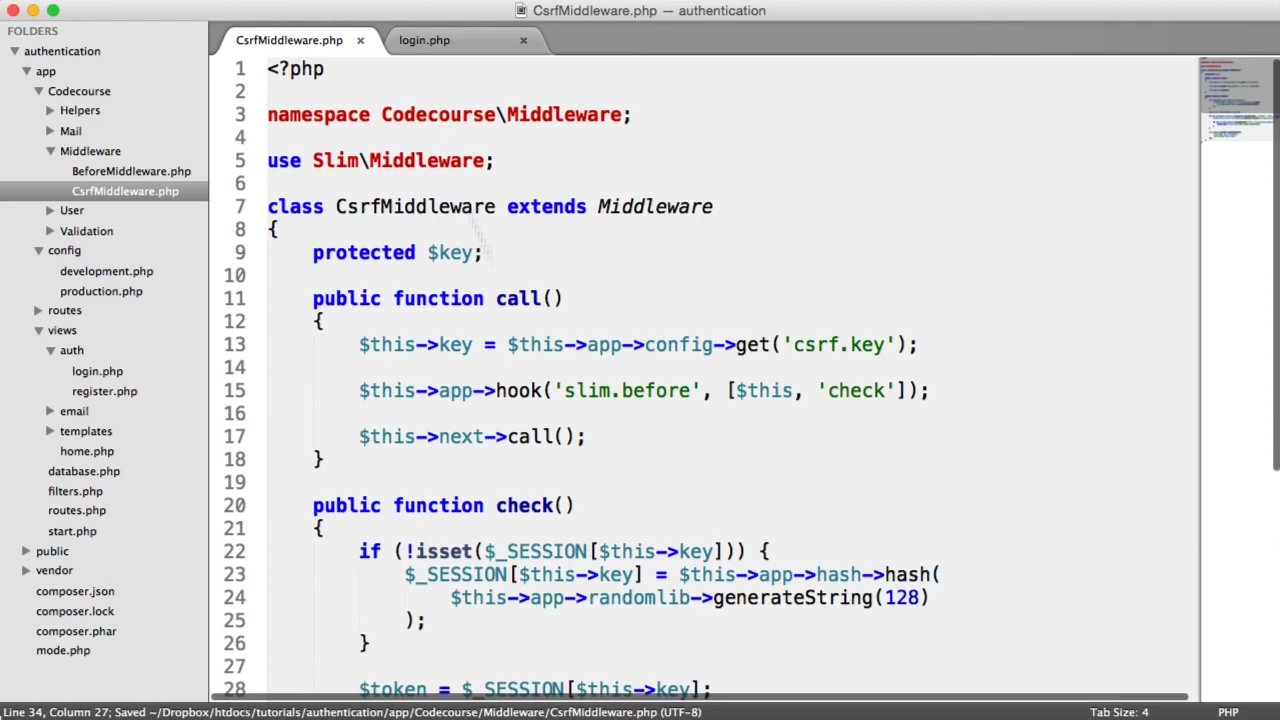 CsrfMiddleware.php — authentication
FOLDERS
authentication
app
Codecourse
Helpers
Mail
Middleware
BeforeMiddleware.php
CsrfMiddleware.php
User
Validation
config
development.php
production.php
routes
views
auth
login.php
register.php
email
templates
home.php
database.php
filters.php
routes.php
start.php
public
vendor
composer.json
composer.lock
composer.phar
mode.php
CsrfMiddleware.php × login.php ×
1 <?php
2
3 namespace Codecourse\Middleware;
4
5 use Slim\Middleware;
6
7 class CsrfMiddleware extends Middleware
8 {
9 protected $key;
10
11 public function call()
12 {
13 $this->key = $this->app->config->get('csrf.key');
14
15 $this->app->hook('slim.before', [$this, 'check']);
16
17 $this->next->call();
18 }
19
20 public function check()
21 {
22 if (!isset($_SESSION[$this->key])) {
23 $_SESSION[$this->key] = $this->app->hash->hash(
24 $this->app->randomlib->generateString(128)
25 );
26 }
27
28 $token = $_SESSION[$this->key];
Line 34, Column 27; Saved ~/Dropbox/htdocs/tutorials/authentication/app/Codecourse/Middleware/CsrfMiddleware.php (UTF-8) Tab Size: 4 PHP